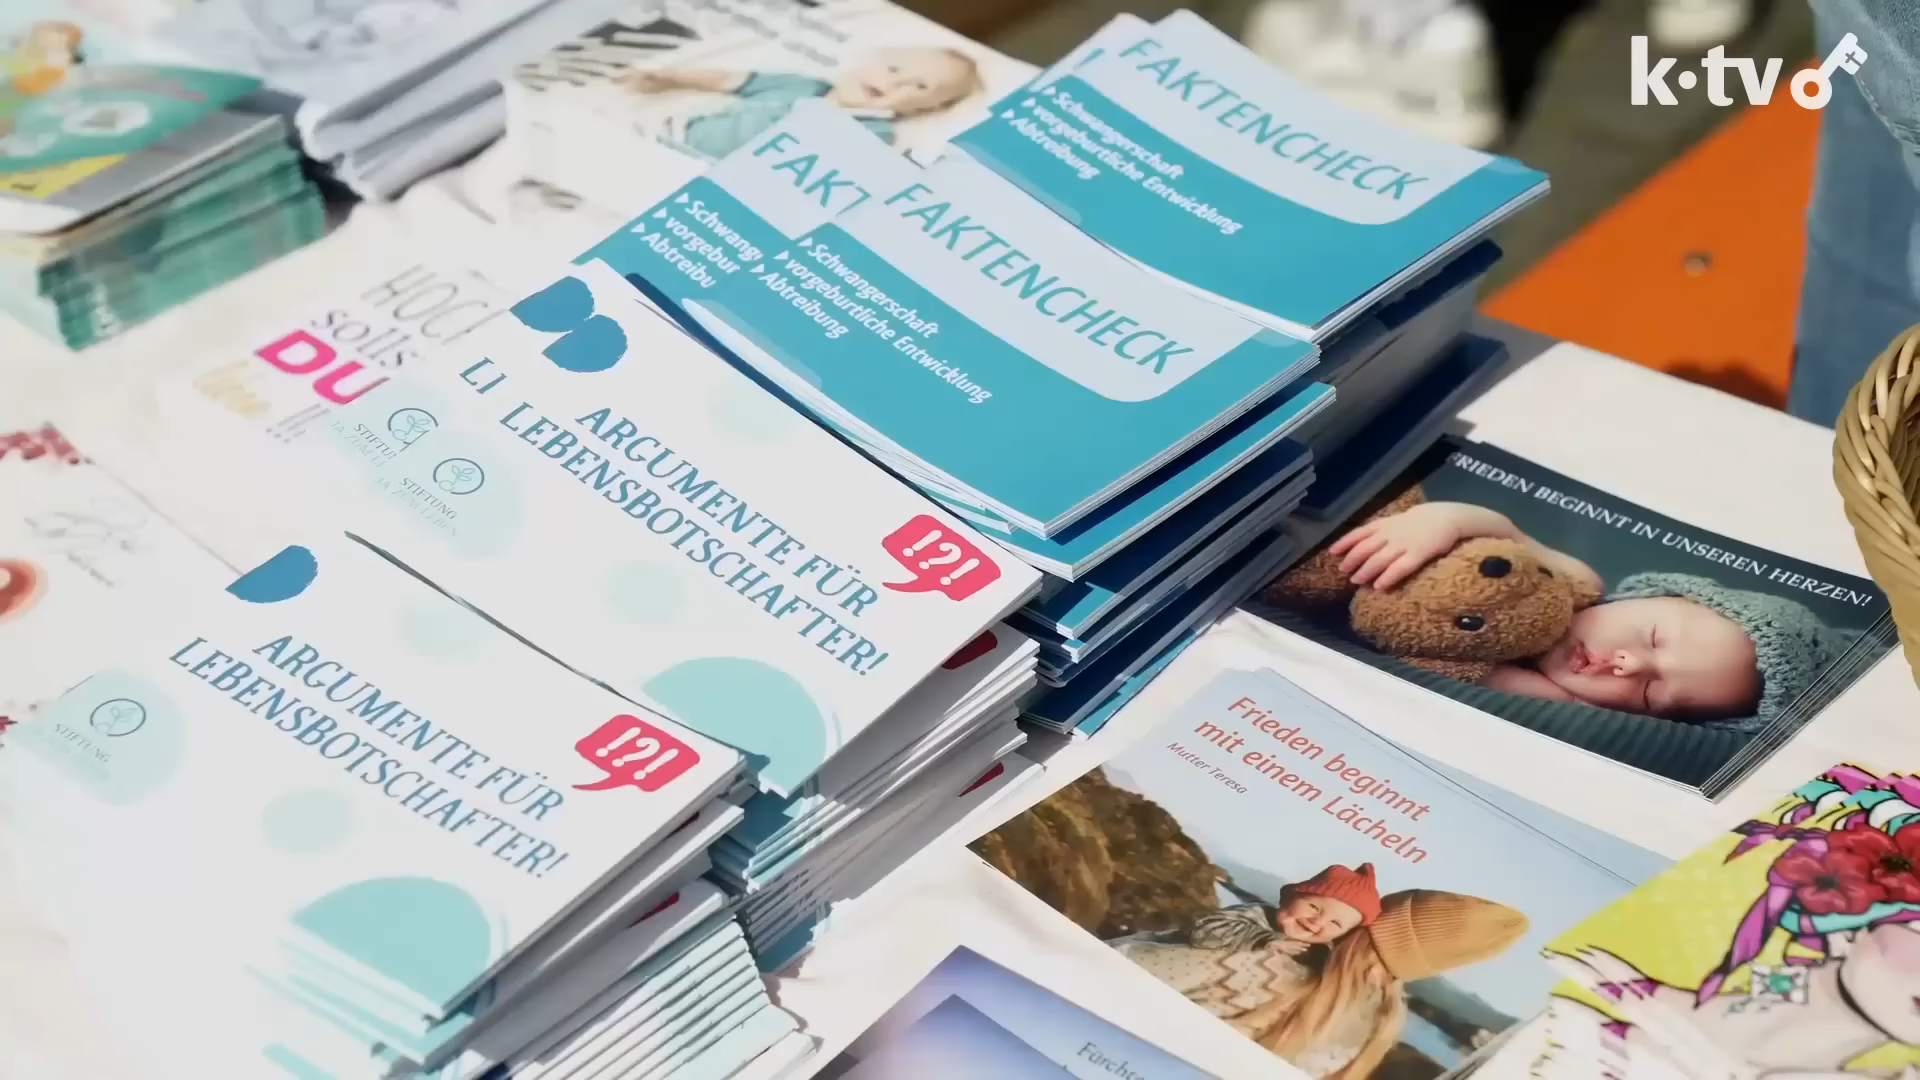 k·tv
FAKTENCHECK
Schwangerschaft
vorgeburtliche Entwicklung
Abtreibung
FAKT
Schwang
vorgebur
Abtreibu
FAKTENCHECK
Schwangerschaft
vorgeburtliche Entwicklung
Abtreibung
HOCH
solls
DU
!!!
LI
ARGUMENTE FÜR
LEBENSBOTSCHAFTER!
!?!
STIFTUNG
STIFTUNG
JA ZUM LEBEN
ARGUMENTE FÜR
LEBENSBOTSCHAFTER!
!?!
STIFTUNG
FRIEDEN BEGINNT IN UNSEREN HERZEN!
Frieden beginnt
mit einem Lächeln
Mutter Teresa
Fürchte